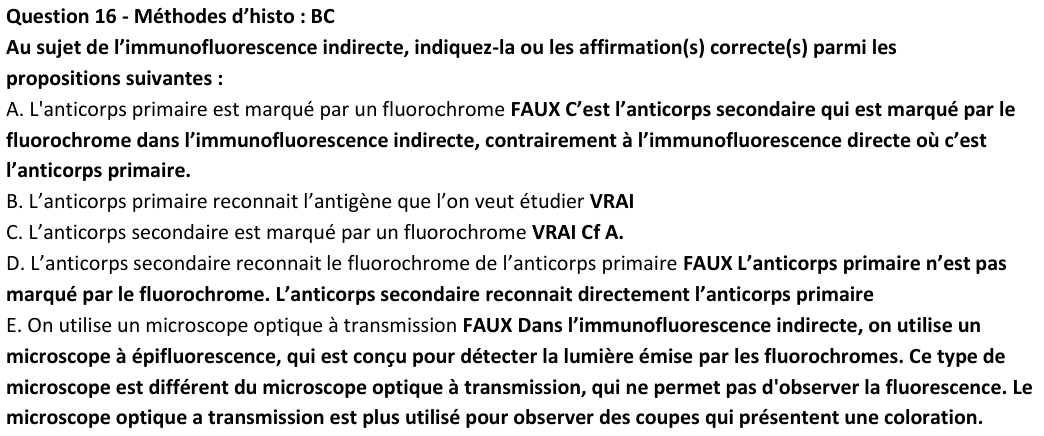 Question 16 - Méthodes d’histo : BC
Au sujet de l’immunofluorescence indirecte, indiquez-la ou les affirmation(s) correcte(s) parmi les
propositions suivantes :
A. L'anticorps primaire est marqué par un fluorochrome FAUX C’est l’anticorps secondaire qui est marqué par le
fluorochrome dans l’immunofluorescence indirecte, contrairement à l’immunofluorescence directe où c’est
l’anticorps primaire.
B. L’anticorps primaire reconnait l’antigène que l’on veut étudier VRAI
C. L’anticorps secondaire est marqué par un fluorochrome VRAI Cf A.
D. L’anticorps secondaire reconnait le fluorochrome de l’anticorps primaire FAUX L’anticorps primaire n’est pas
marqué par le fluorochrome. L’anticorps secondaire reconnait directement l’anticorps primaire
E. On utilise un microscope optique à transmission FAUX Dans l’immunofluorescence indirecte, on utilise un
microscope à épifluorescence, qui est conçu pour détecter la lumière émise par les fluorochromes. Ce type de
microscope est différent du microscope optique à transmission, qui ne permet pas d'observer la fluorescence. Le
microscope optique a transmission est plus utilisé pour observer des coupes qui présentent une coloration.